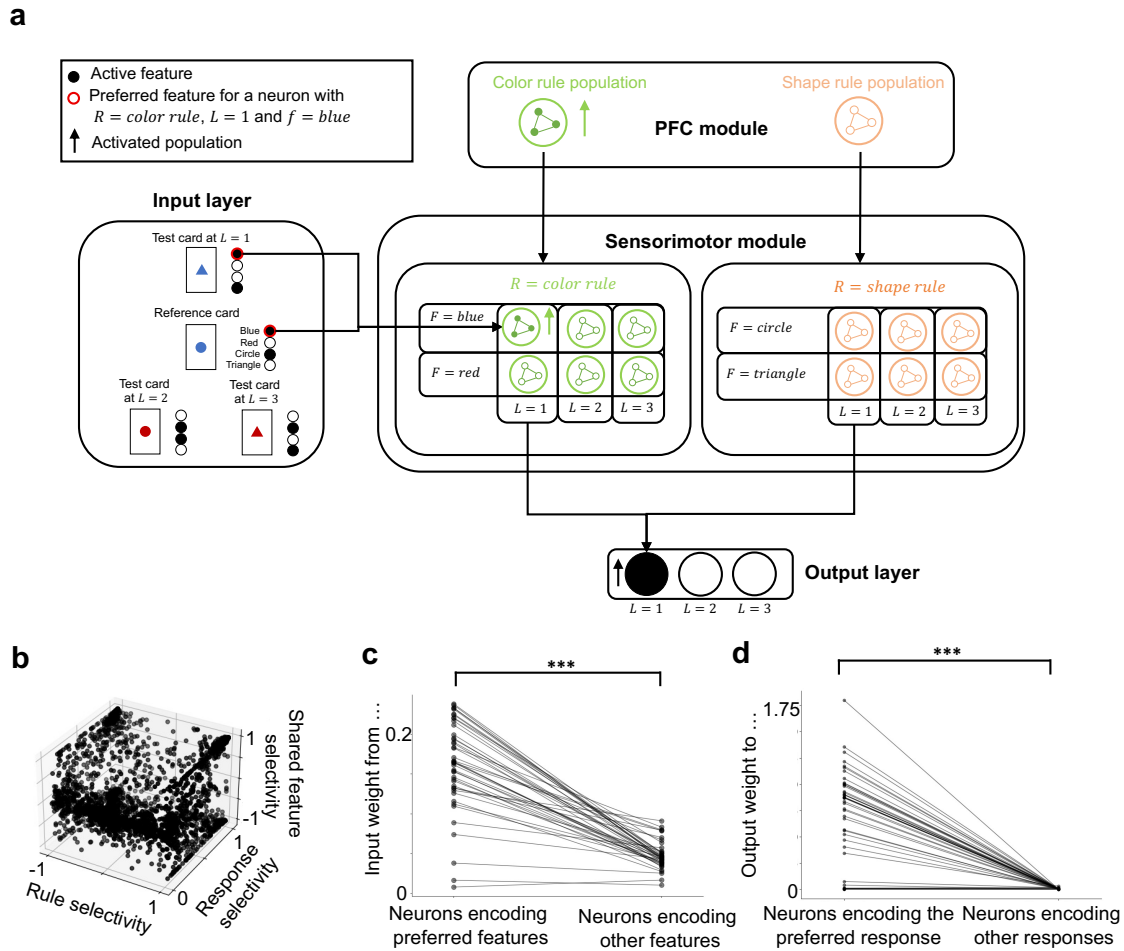 a
Active feature
Preferred feature for a neuron with
R = color rule, L = 1 and f = blue
Activated population
Color rule population
Shape rule population
PFC module
Input layer
Test card at L = 1
Reference card
Blue
Red
Circle
Triangle
Test card
at L = 2
Test card
at L = 3
Sensorimotor module
R = color rule
F = blue
F = red
L = 1
L = 2
L = 3
R = shape rule
F = circle
F = triangle
L = 1
L = 2
L = 3
Output layer
L = 1
L = 2
L = 3
b
Shared feature
selectivity
1
-1
1
0
Response
selectivity
-1
1
Rule selectivity
c
***
Input weight from ...
0.2
0
Neurons encoding
preferred features
Neurons encoding
other features
d
***
Output weight to ...
1.75
0
Neurons encoding the
preferred response
Neurons encoding
other responses